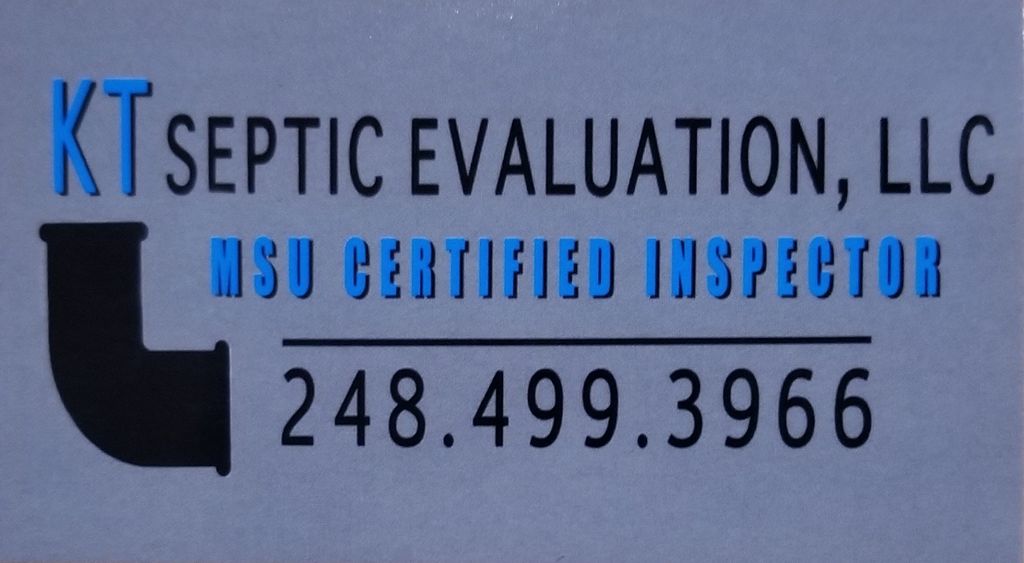 KT SEPTIC EVALUATION, LLC
MSU CERTIFIED INSPECTOR
248.499.3966